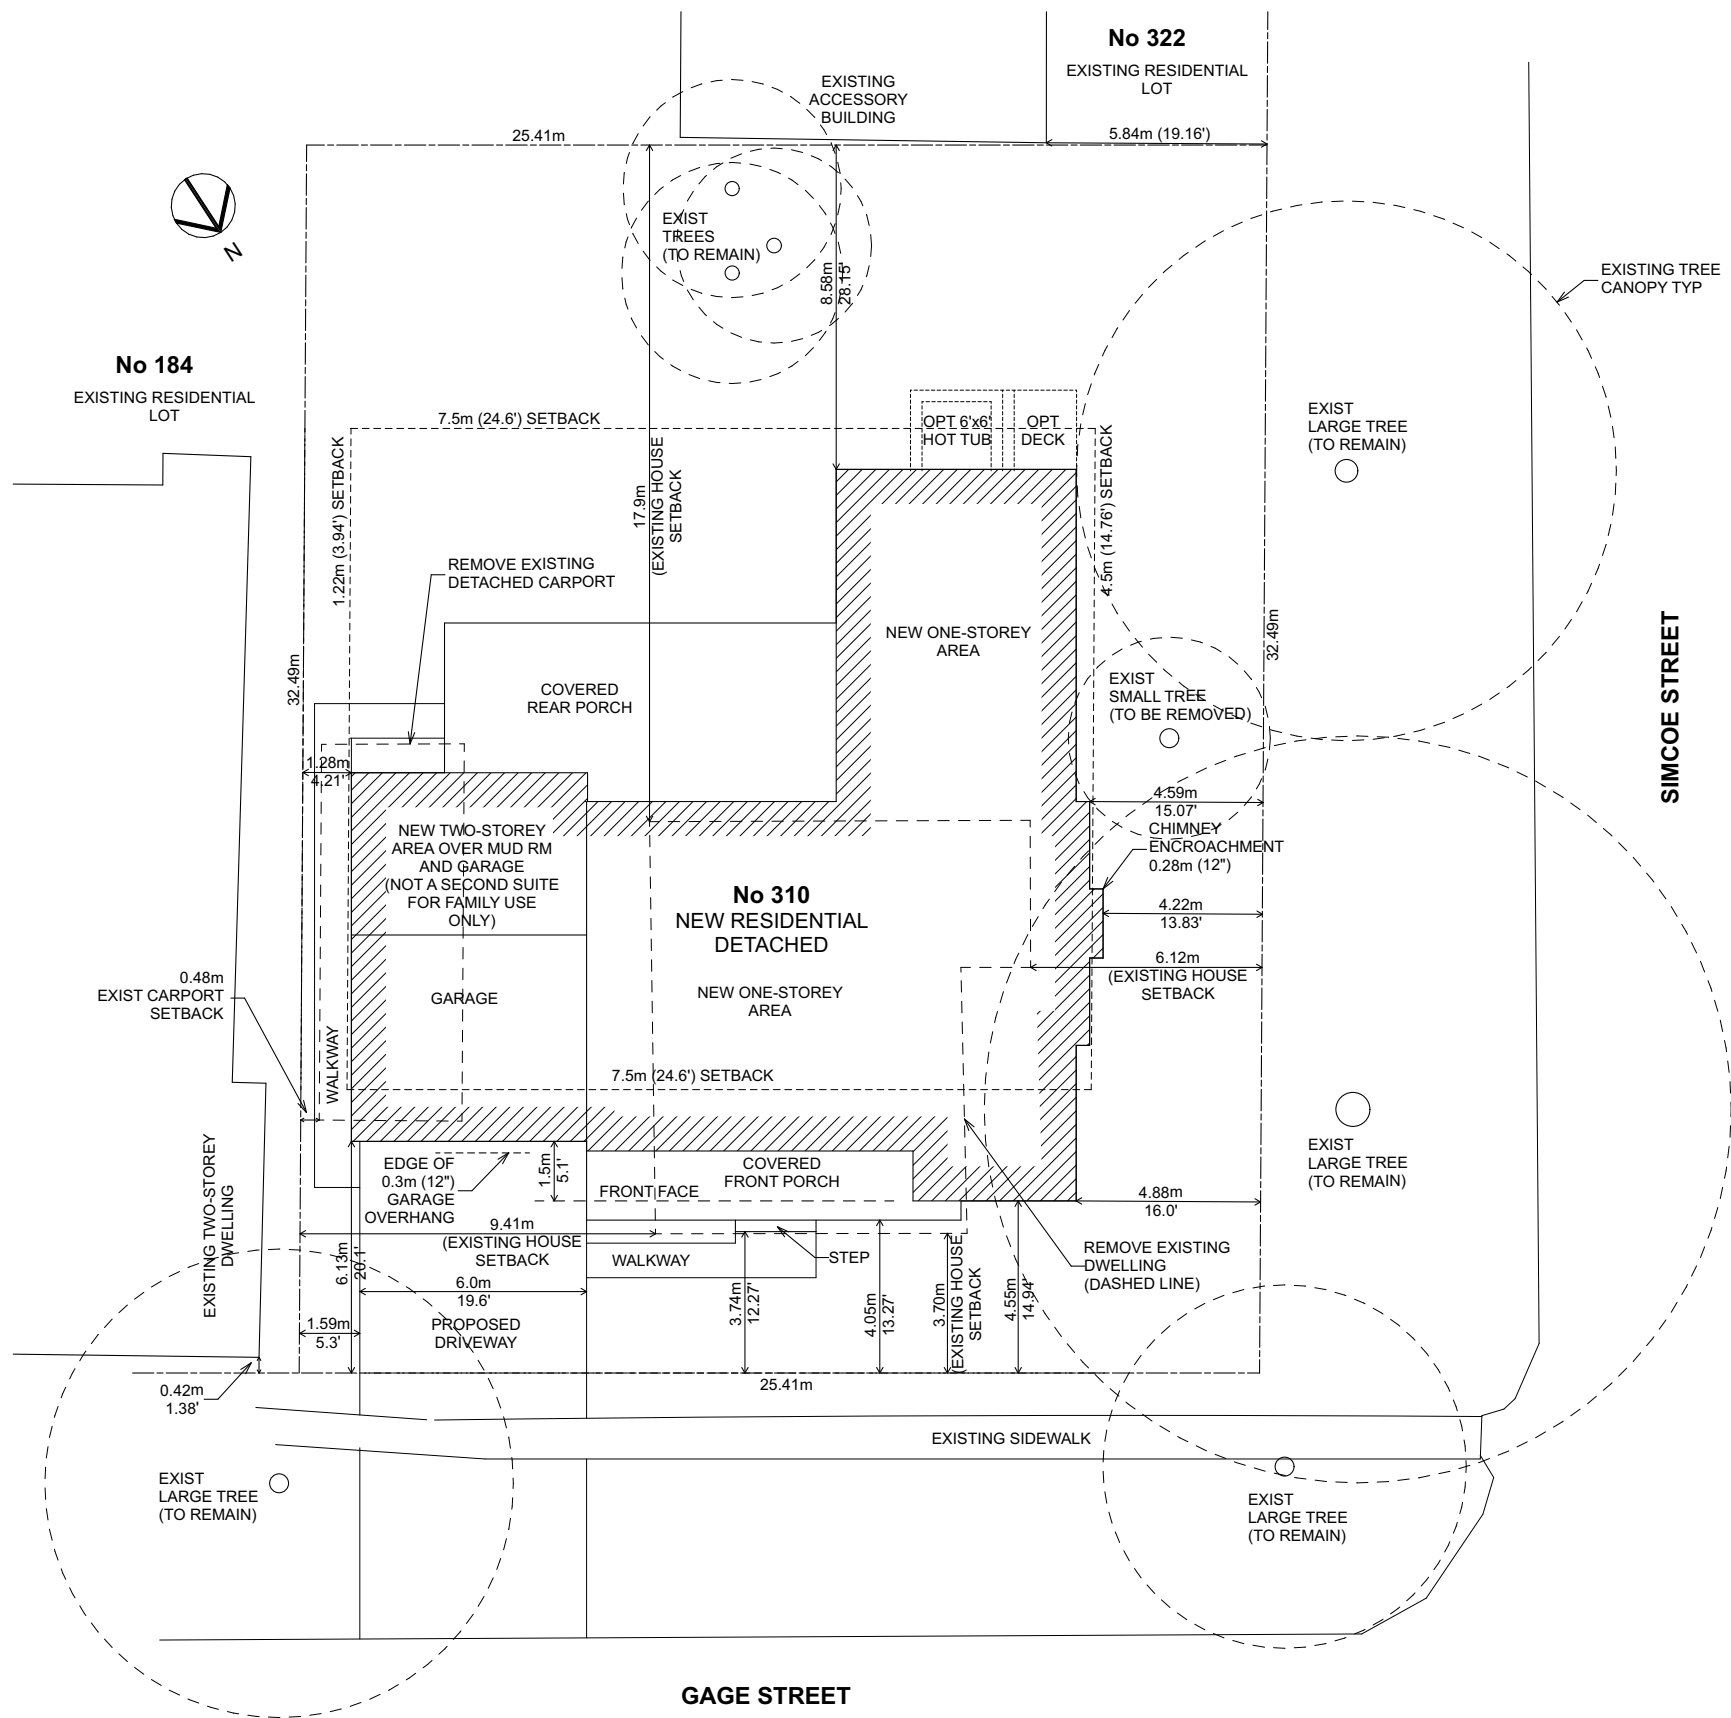 No 322
EXISTING RESIDENTIAL
LOT
EXISTING
ACCESSORY
BUILDING
25.41m
5.84m (19.16')
N
EXIST
TREES
(TO REMAIN)
8.58m
28.15'
EXISTING TREE
CANOPY TYP
No 184
EXISTING RESIDENTIAL
LOT
EXIST
LARGE TREE
(TO REMAIN)
7.5m (24.6') SETBACK
OPT 6'x6'
HOT TUB
OPT
DECK
1.22m (3.94') SETBACK
17.9m
(EXISTING HOUSE
SETBACK
4.5m (14.76') SETBACK
REMOVE EXISTING
DETACHED CARPORT
NEW ONE-STOREY
AREA
32.49m
32.49m
SIMCOE STREET
COVERED
REAR PORCH
EXIST
SMALL TREE
(TO BE REMOVED)
1.28m
4.21'
4.59m
15.07'
NEW TWO-STOREY
AREA OVER MUD RM
AND GARAGE
(NOT A SECOND SUITE
FOR FAMILY USE
ONLY)
CHIMNEY
ENCROACHMENT
0.28m (12")
No 310
NEW RESIDENTIAL
DETACHED
4.22m
13.83'
6.12m
(EXISTING HOUSE
SETBACK
0.48m
EXIST CARPORT
SETBACK
GARAGE
NEW ONE-STOREY
AREA
WALKWAY
7.5m (24.6') SETBACK
EXISTING TWO-STOREY
DWELLING
EDGE OF
0.3m (12")
GARAGE
OVERHANG
1.5m
5.1'
FRONT FACE
COVERED
FRONT PORCH
EXIST
LARGE TREE
(TO REMAIN)
4.88m
16.0'
9.41m
(EXISTING HOUSE
SETBACK
6.13m
20.1'
WALKWAY
STEP
REMOVE EXISTING
DWELLING
(DASHED LINE)
6.0m
19.6'
3.74m
12.27'
4.05m
13.27'
3.70m
(EXISTING HOUSE
SETBACK
4.55m
14.94'
1.59m
5.3'
PROPOSED
DRIVEWAY
0.42m
1.38'
25.41m
EXISTING SIDEWALK
EXIST
LARGE TREE
(TO REMAIN)
EXIST
LARGE TREE
(TO REMAIN)
GAGE STREET